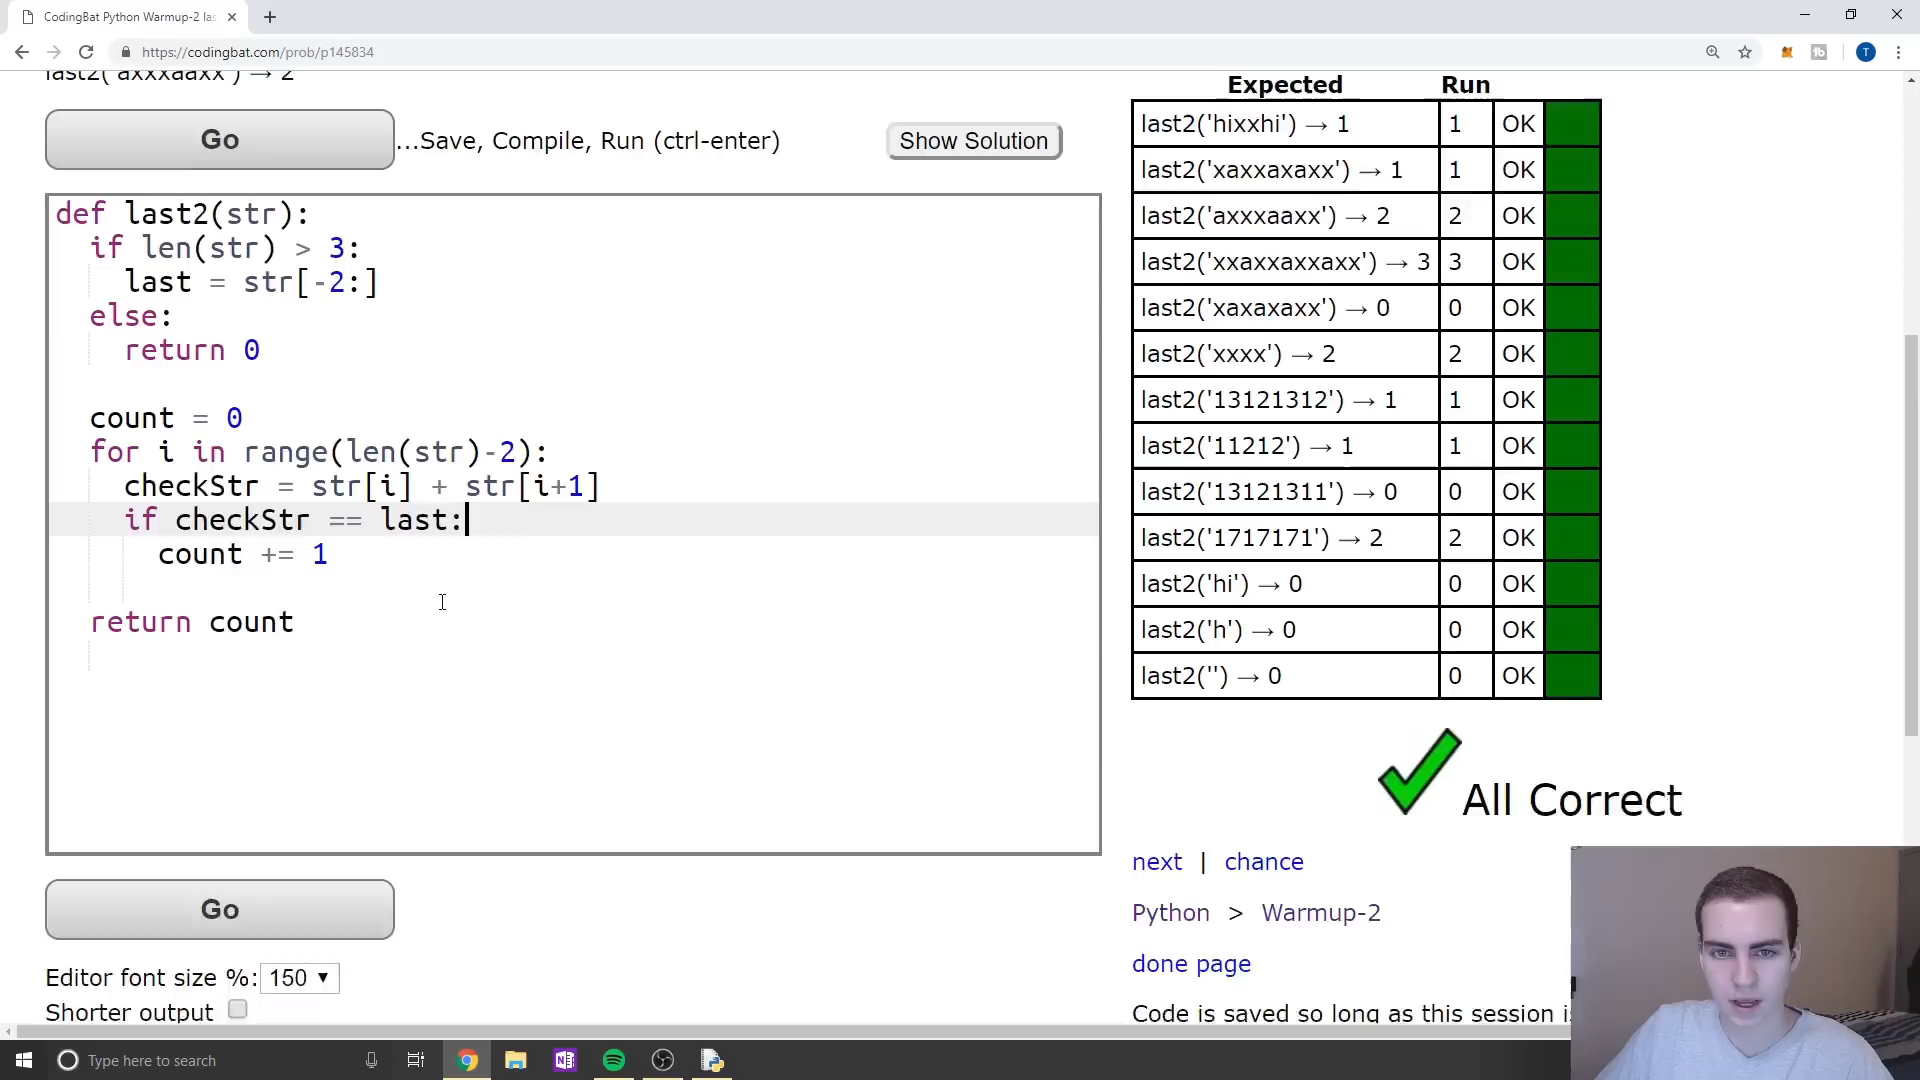 CodingBat Python Warmup-2 las
https://codingbat.com/prob/p145834
last2('axxxaaxx') → 2
Go
...Save, Compile, Run (ctrl-enter)
Show Solution
def last2(str):
if len(str) > 3:
last = str[-2:]
else:
return 0
count = 0
for i in range(len(str)-2):
checkStr = str[i] + str[i+1]
if checkStr == last:
count += 1
return count
Go
Editor font size %: 150
Shorter output
Expected Run
last2('hixxhi') → 1 1 OK
last2('xaxxaxaxx') → 1 1 OK
last2('axxxaaxx') → 2 2 OK
last2('xxaxxaxxaxx') → 3 3 OK
last2('xaxaxaxx') → 0 0 OK
last2('xxxx') → 2 2 OK
last2('13121312') → 1 1 OK
last2('11212') → 1 1 OK
last2('13121311') → 0 0 OK
last2('1717171') → 2 2 OK
last2('hi') → 0 0 OK
last2('h') → 0 0 OK
last2('') → 0 0 OK
All Correct
next | chance
Python > Warmup-2
done page
Code is saved so long as this session i
Type here to search
T